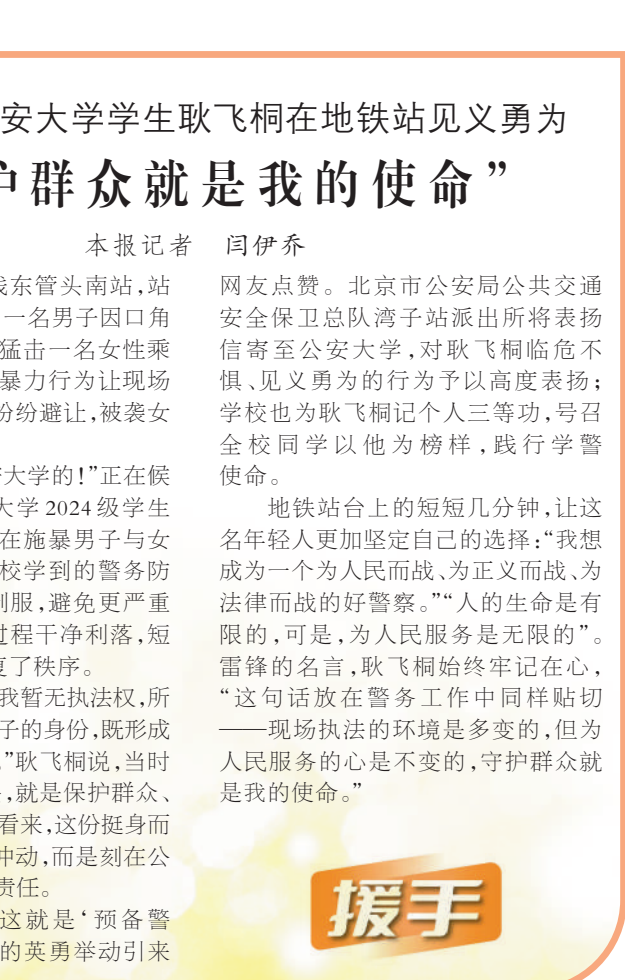 安大学学生耿飞桐在地铁站见义勇为
群众就是我的使命”
本报记者 闫伊乔
东管头南站,站
一名男子因口角
猛击一名女性乘
暴力行为让现场
纷纷避让,被袭女
大学的!”正在候
大学2024级学生
在施暴男子与女
校学到的警务防
制服,避免更严重
过程干净利落,短
复了秩序。
我暂无执法权,所
子的身份,既形成
”耿飞桐说,当时
,就是保护群众、
看来,这份挺身而
冲动,而是刻在公
责任。
这就是‘预备警
的英勇举动引来
网友点赞。北京市公安局公共交通
安全保卫总队湾子站派出所将表扬
信寄至公安大学,对耿飞桐临危不
惧、见义勇为的行为予以高度表扬;
学校也为耿飞桐记个人三等功,号召
全校同学以他为榜样,践行学警
使命。
地铁站台上的短短几分钟,让这
名年轻人更加坚定自己的选择:“我想
成为一个为人民而战、为正义而战、为
法律而战的好警察。”“人的生命是有
限的,可是,为人民服务是无限的”。
雷锋的名言,耿飞桐始终牢记在心,
“这句话放在警务工作中同样贴切
——现场执法的环境是多变的,但为
人民服务的心是不变的,守护群众就
是我的使命。”
援手